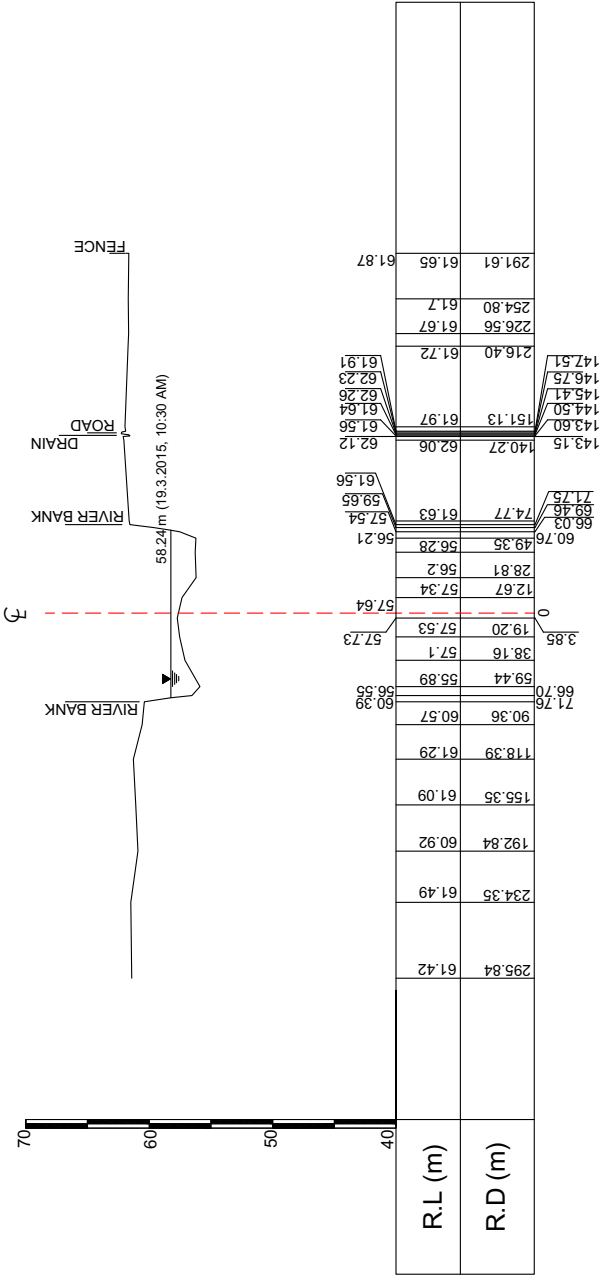 CL
RIVER BANK
RIVER BANK
DRAIN
ROAD
FENCE
58.24 m (19.3.2015, 10:30 AM)
70
60
50
40
57.73 57.64 57.54 59.65 61.56 62.12 61.56 61.64 62.26 62.23 61.91 61.87
60.39 56.55 56.21
R.L (m) 61.42 61.49 60.92 61.09 61.29 60.57 55.89 57.1 57.53 57.34 56.2 56.28 61.63 62.06 61.97 61.72 61.67 61.7 61.65
R.D (m) 295.84 234.35 192.84 155.35 118.39 90.36 59.44 38.16 19.20 12.67 28.81 49.35 74.77 140.27 151.13 216.40 226.56 254.80 291.61
71.76 66.70 3.85 0 60.76 66.03 69.46 71.75 143.15 143.60 144.50 145.41 146.75 147.51